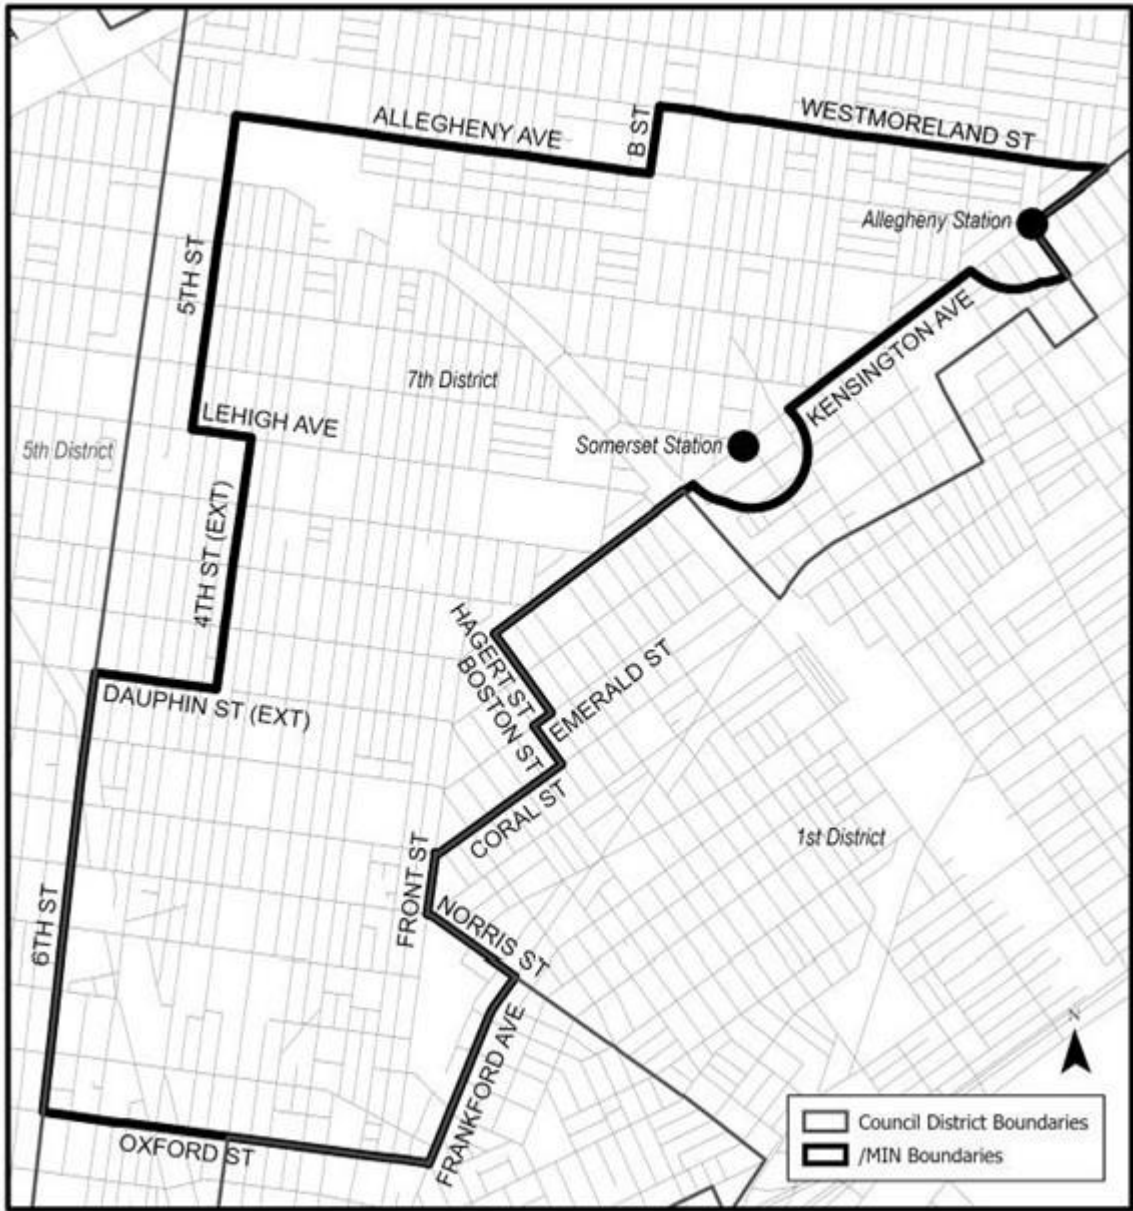 ALLEGHENY AVE
B ST
WESTMORELAND ST
Allegheny Station
5TH ST
7th District
KENSINGTON AVE
LEHIGH AVE
5th District
Somerset Station
4TH ST (EXT)
HAGERT ST
BOSTON ST
EMERALD ST
DAUPHIN ST (EXT)
CORAL ST
1st District
FRONT ST
NORRIS ST
6TH ST
FRANKFORD AVE
N
OXFORD ST
Council District Boundaries
/MIN Boundaries